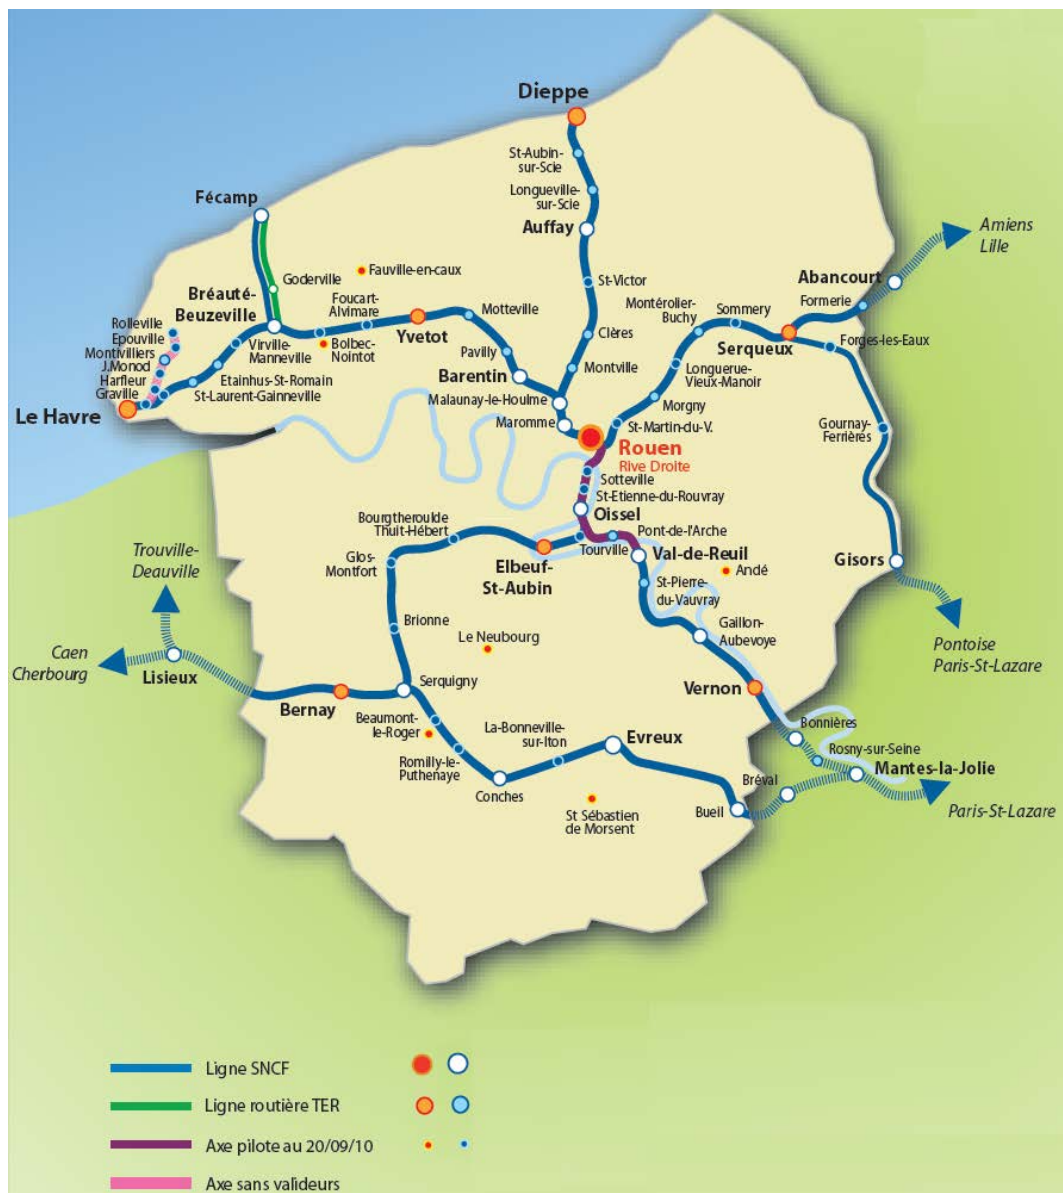 Dieppe
St-Aubin-
sur-Scie
Longueville-
sur-Scie
Auffay
Fécamp
Amiens
Lille
Fauville-en-caux
Goderville
St-Victor
Abancourt
Bréauté-
Beuzeville
Foucart-
Alvimare
Motteville
Montérolier-
Buchy
Sommery
Formerie
Rolleville
Epouville
Montivilliers
J.Monod
Harfleur
Graville
Virville-
Manneville
Bolbec-
Nointot
Yvetot
Clères
Serqueux
Forges-les-Eaux
Pavilly
Etainhus-St-Romain
St-Laurent-Gainneville
Barentin
Montville
Longuerue-
Vieux-Manoir
Le Havre
Malaunay-le-Houlme
Morgny
Maromme
St-Martin-du-V.
Gournay-
Ferrières
Rouen
Rive Droite
Sotteville
St-Etienne-du-Rouvray
Oissel
Bourgtheroulde
Thuit-Hébert
Pont-de-l'Arche
Tourville
Val-de-Reuil
Trouville-
Deauville
Glos-
Montfort
Elbeuf-
St-Aubin
Andé
Gisors
St-Pierre-
du-Vauvray
Brionne
Le Neubourg
Gaillon-
Aubevoye
Pontoise
Paris-St-Lazare
Caen
Cherbourg
Lisieux
Serquigny
Vernon
Bernay
Beaumont-
le-Roger
La-Bonneville-
sur-Iton
Evreux
Bonnières
Rosny-sur-Seine
Romilly-le-
Puthenaye
Mantes-la-Jolie
Bréval
Conches
Bueil
Paris-St-Lazare
St Sébastien
de Morsent
Ligne SNCF
Ligne routière TER
Axe pilote au 20/09/10
Axe sans valideurs